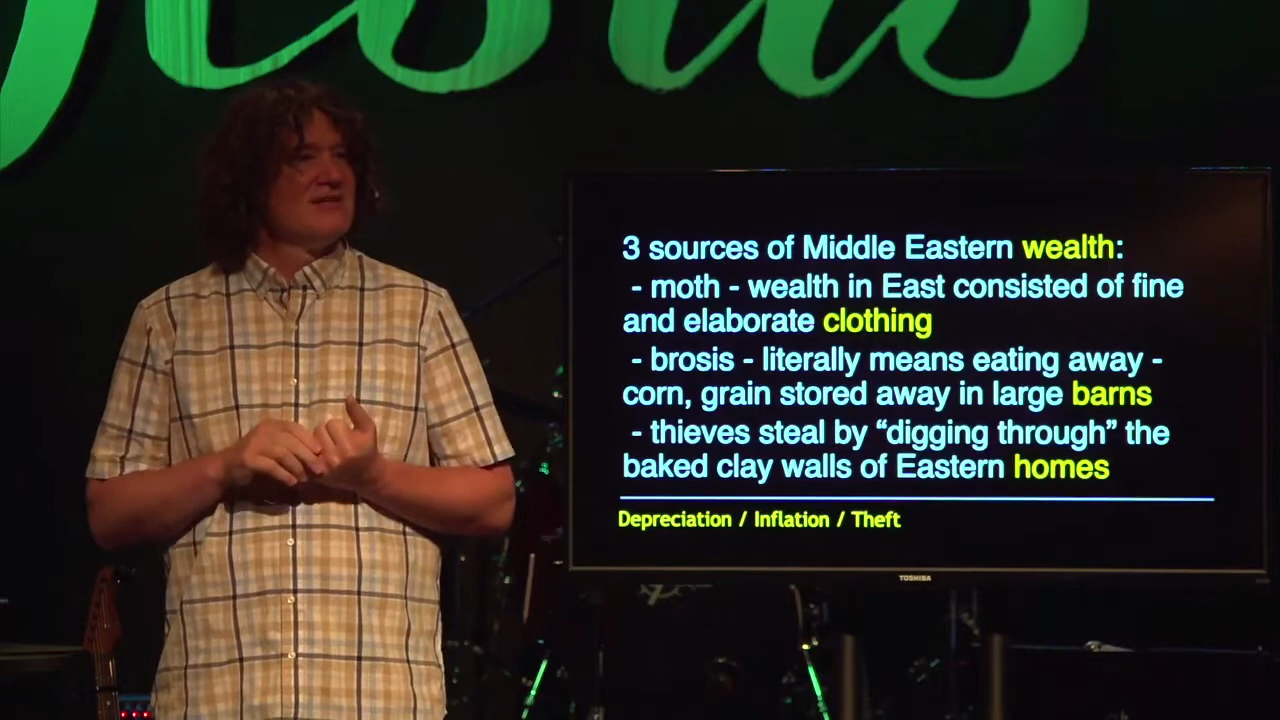 Jesus
3 sources of Middle Eastern wealth:
- moth - wealth in East consisted of fine
and elaborate clothing
- brosis - literally means eating away -
corn, grain stored away in large barns
- thieves steal by “digging through” the
baked clay walls of Eastern homes
Depreciation / Inflation / Theft
TOSHIBA